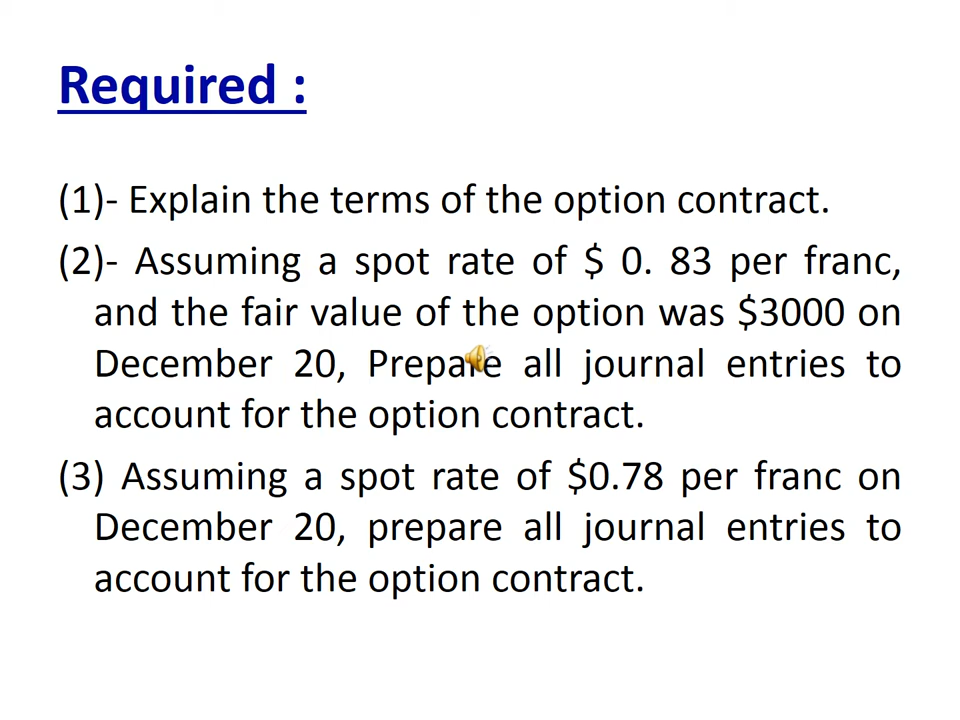 Required :
(1)- Explain the terms of the option contract.
(2)- Assuming a spot rate of $ 0. 83 per franc,
and the fair value of the option was $3000 on
December 20, Prepare all journal entries to
account for the option contract.
(3) Assuming a spot rate of $0.78 per franc on
December 20, prepare all journal entries to
account for the option contract.